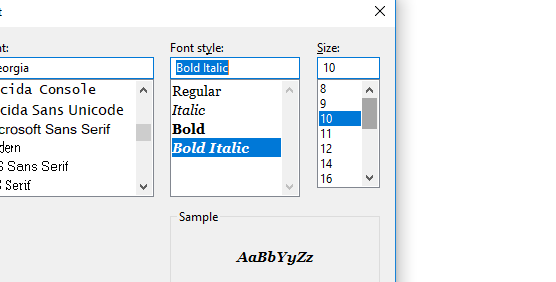 t
t:
Font style:
Size:
eorgia
Bold Italic
10
cida Console
cida Sans Unicode
crosoft Sans Serif
dern
S Sans Serif
S Serif
Regular
Italic
Bold
Bold Italic
8
9
10
11
12
14
16
Sample
AaBbYyZz